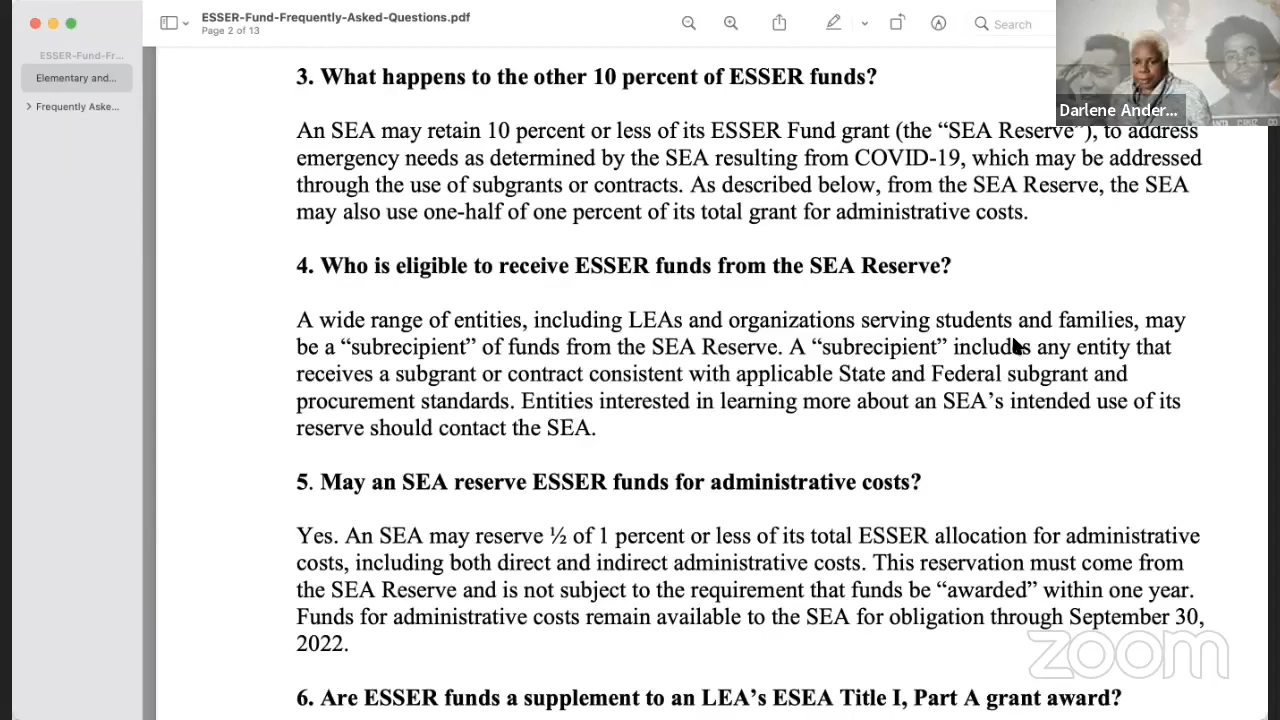 ESSER-Fund-Frequently-Asked-Questions.pdf
Page 2 of 13
Search
ESSER-Fund-Fr...
Elementary and...
Frequently Aske...
Darlene Ander...
3. What happens to the other 10 percent of ESSER funds?
An SEA may retain 10 percent or less of its ESSER Fund grant (the “SEA Reserve”), to address
emergency needs as determined by the SEA resulting from COVID-19, which may be addressed
through the use of subgrants or contracts. As described below, from the SEA Reserve, the SEA
may also use one-half of one percent of its total grant for administrative costs.
4. Who is eligible to receive ESSER funds from the SEA Reserve?
A wide range of entities, including LEAs and organizations serving students and families, may
be a “subrecipient” of funds from the SEA Reserve. A “subrecipient” includes any entity that
receives a subgrant or contract consistent with applicable State and Federal subgrant and
procurement standards. Entities interested in learning more about an SEA’s intended use of its
reserve should contact the SEA.
5. May an SEA reserve ESSER funds for administrative costs?
Yes. An SEA may reserve ½ of 1 percent or less of its total ESSER allocation for administrative
costs, including both direct and indirect administrative costs. This reservation must come from
the SEA Reserve and is not subject to the requirement that funds be “awarded” within one year.
Funds for administrative costs remain available to the SEA for obligation through September 30,
2022.
zoom
6. Are ESSER funds a supplement to an LEA’s ESEA Title I, Part A grant award?